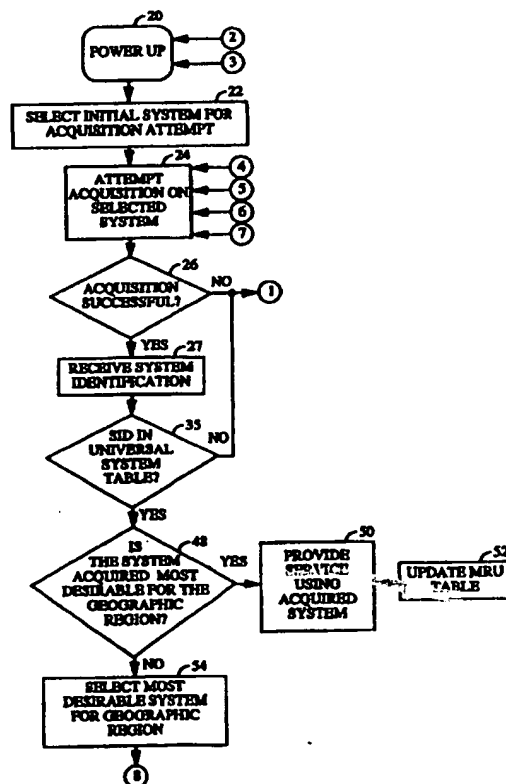 20
POWER UP
2
3
22
SELECT INITIAL SYSTEM FOR
ACQUISITION ATTEMPT
24
ATTEMPT
ACQUISITION ON
SELECTED
SYSTEM
4
5
6
7
26
ACQUISITION
SUCCESSFUL?
NO
1
YES
27
RECEIVE SYSTEM
IDENTIFICATION
35
SID IN
UNIVERSAL
SYSTEM
TABLE?
NO
YES
48
IS
THE SYSTEM
ACQUIRED MOST
DESIRABLE FOR THE
GEOGRAPHIC
REGION?
YES
50
PROVIDE
SERVICE
USING
ACQUIRED
SYSTEM
52
UPDATE MRU
TABLE
NO
54
SELECT MOST
DESIRABLE SYSTEM
FOR GEOGRAPHIC
REGION
8